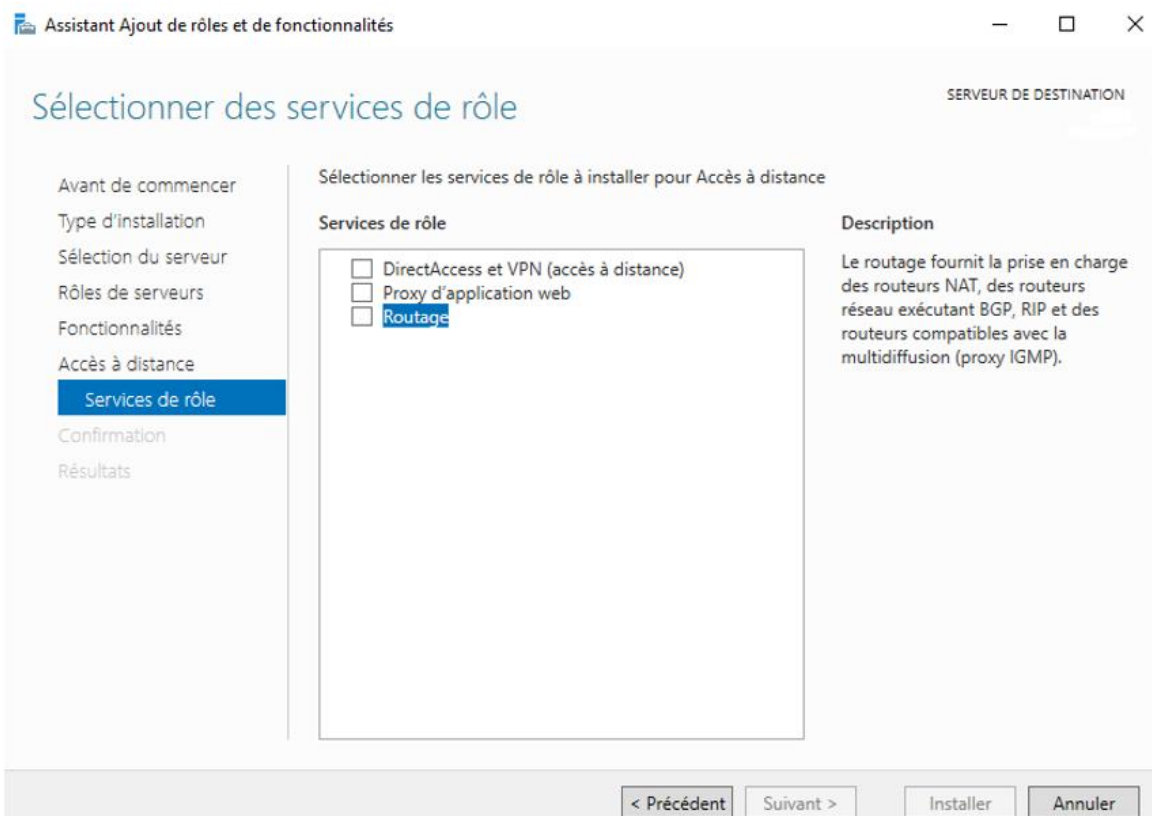 Assistant Ajout de rôles et de fonctionnalités
Sélectionner des services de rôle
SERVEUR DE DESTINATION
Avant de commencer
Type d'installation
Sélection du serveur
Rôles de serveurs
Fonctionnalités
Accès à distance
Services de rôle
Confirmation
Résultats
Sélectionner les services de rôle à installer pour Accès à distance
Services de rôle
DirectAccess et VPN (accès à distance)
Proxy d'application web
Routage
Description
Le routage fournit la prise en charge
des routeurs NAT, des routeurs
réseau exécutant BGP, RIP et des
routeurs compatibles avec la
multidiffusion (proxy IGMP).
< Précédent
Suivant >
Installer
Annuler